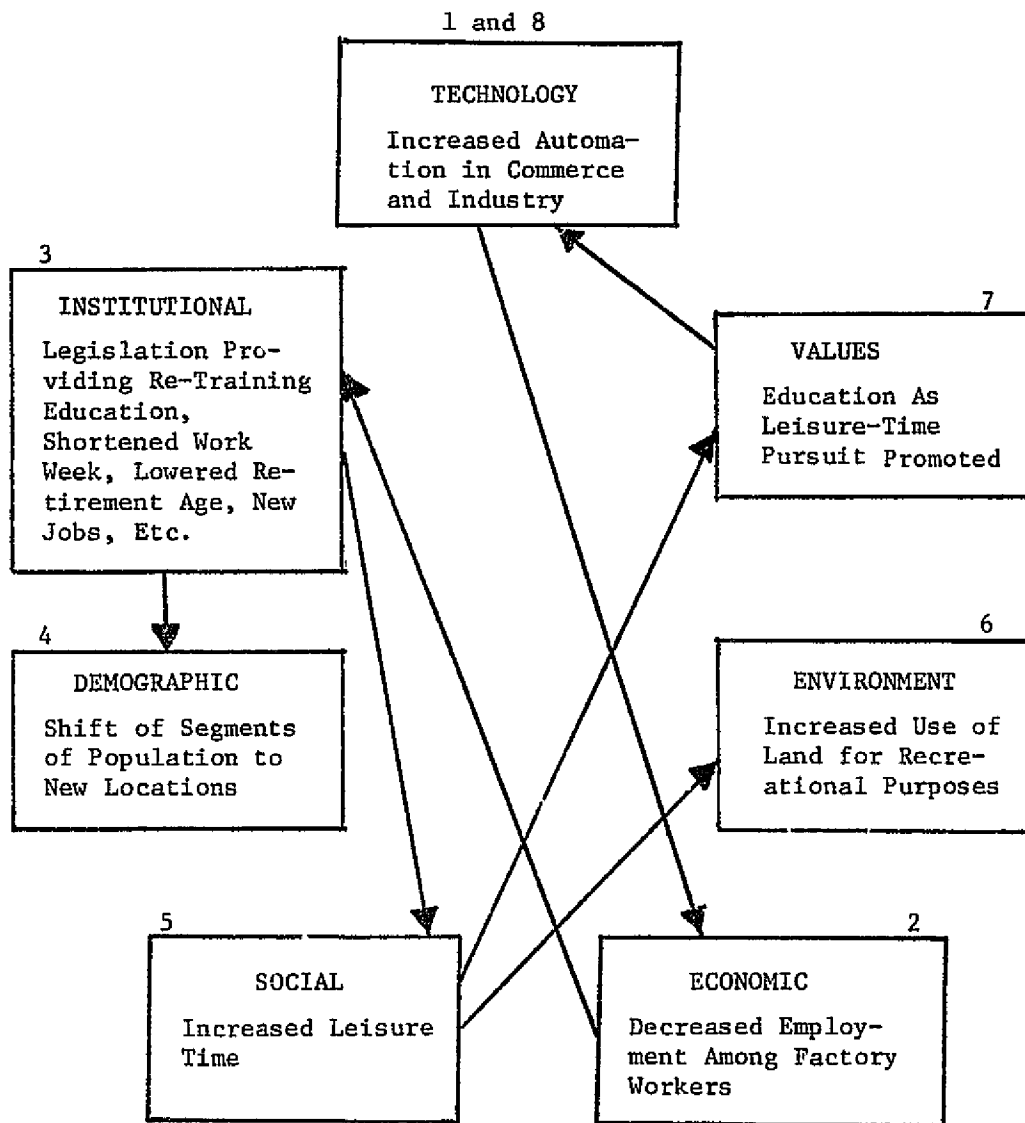 1 and 8
TECHNOLOGY
Increased Automa-
tion in Commerce
and Industry
3
INSTITUTIONAL
Legislation Pro-
viding Re-Training
Education,
Shortened Work
Week, Lowered Re-
tirement Age, New
Jobs, Etc.
7
VALUES
Education As
Leisure-Time
Pursuit Promoted
4
DEMOGRAPHIC
Shift of Segments
of Population to
New Locations
6
ENVIRONMENT
Increased Use of
Land for Recre-
ational Purposes
5
SOCIAL
Increased Leisure
Time
2
ECONOMIC
Decreased Employ-
ment Among Factory
Workers